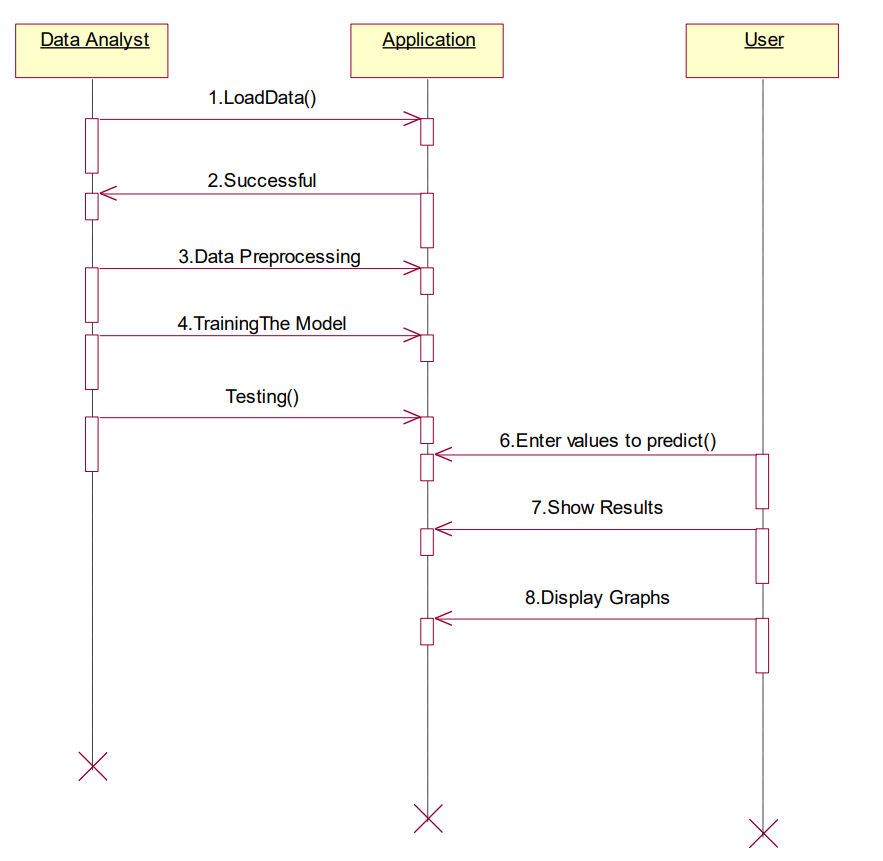 Data Analyst
Application
User
1.LoadData()
2.Successful
3.Data Preprocessing
4.TrainingThe Model
Testing()
6.Enter values to predict()
7.Show Results
8.Display Graphs